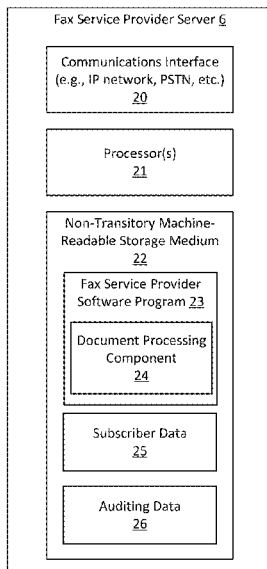 Fax Service Provider Server 6
Communications Interface
(e.g., IP network, PSTN, etc.)
20
Processor(s)
21
Non-Transitory Machine-
Readable Storage Medium
22
Fax Service Provider
Software Program 23
Document Processing
Component
24
Subscriber Data
25
Auditing Data
26